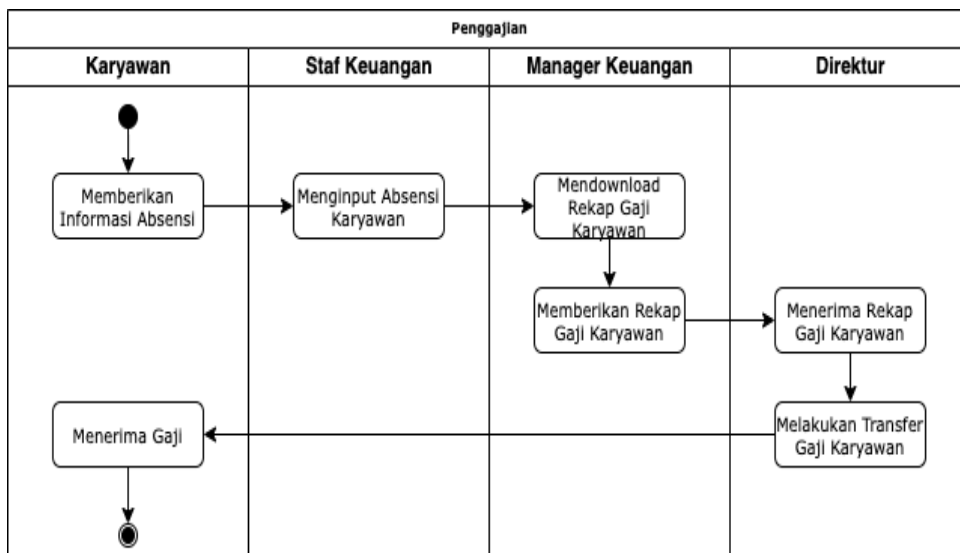 Penggajian
Karyawan
Staf Keuangan
Manager Keuangan
Direktur
Memberikan
Informasi Absensi
Menginput Absensi
Karyawan
Mendownload
Rekap Gaji
Karyawan
Memberikan Rekap
Gaji Karyawan
Menerima Rekap
Gaji Karyawan
Menerima Gaji
Melakukan Transfer
Gaji Karyawan